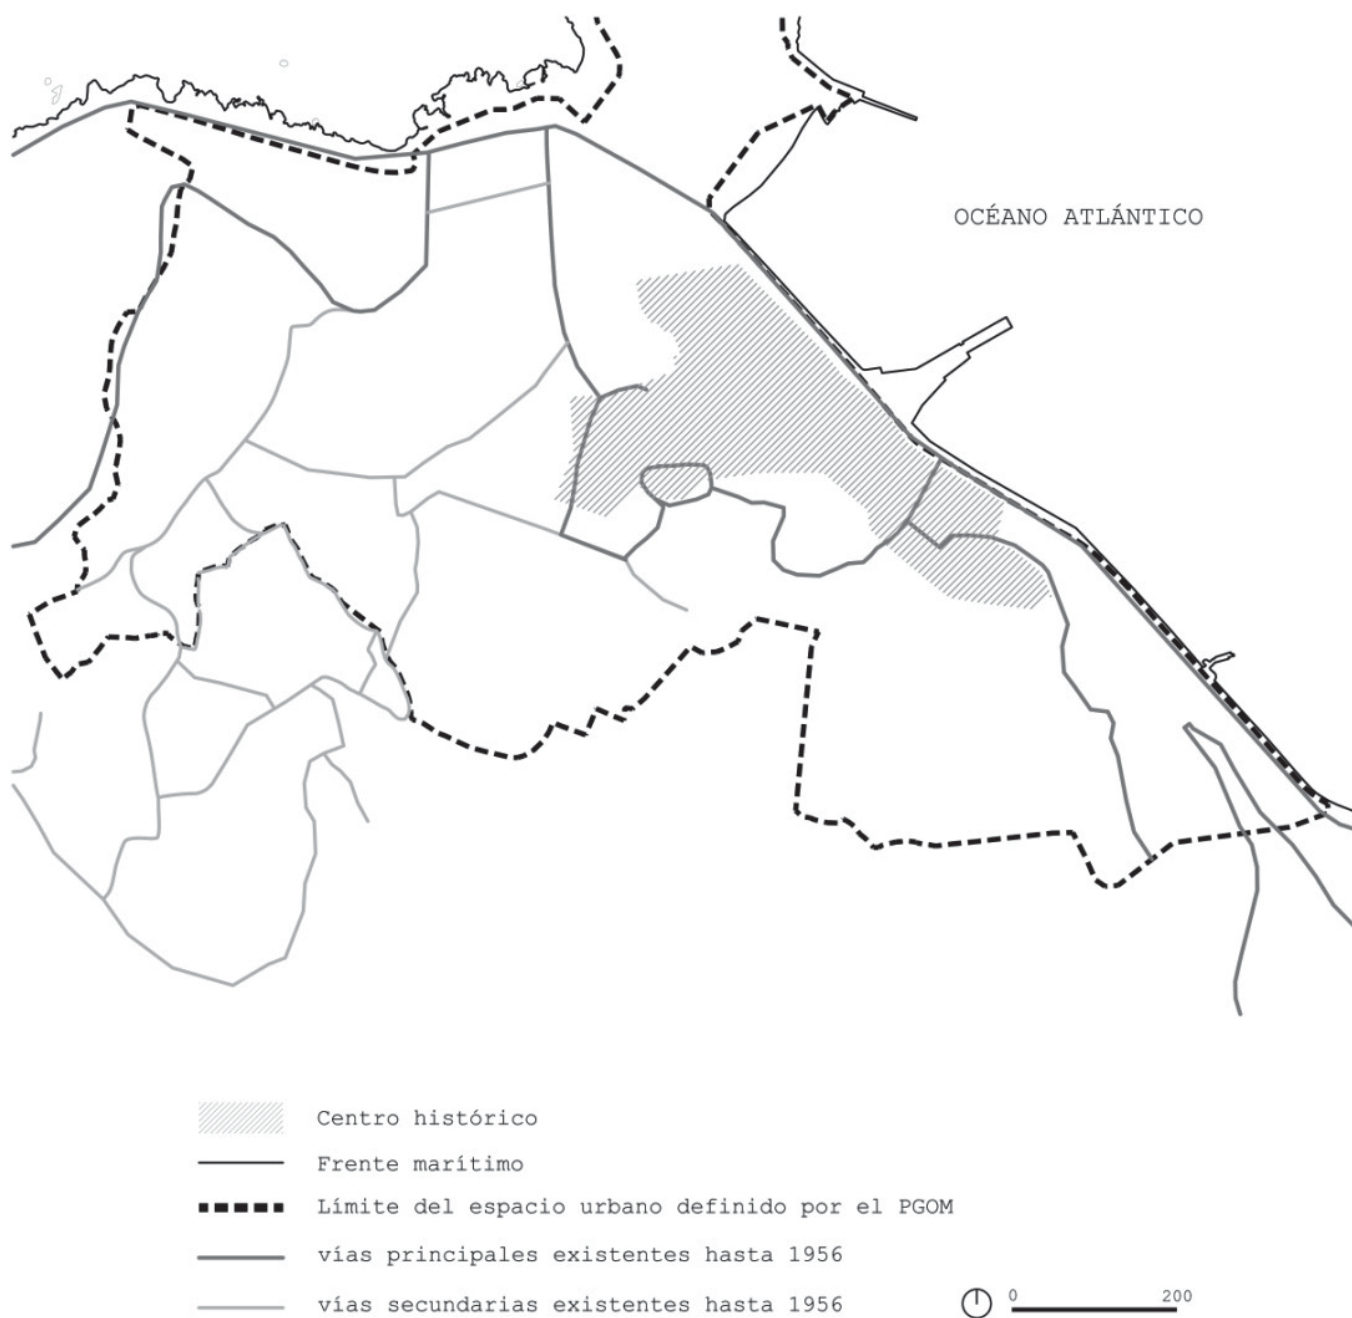 OCÉANO ATLÁNTICO
Centro histórico
Frente marítimo
Límite del espacio urbano definido por el PGOM
vías principales existentes hasta 1956
vías secundarias existentes hasta 1956
0 200